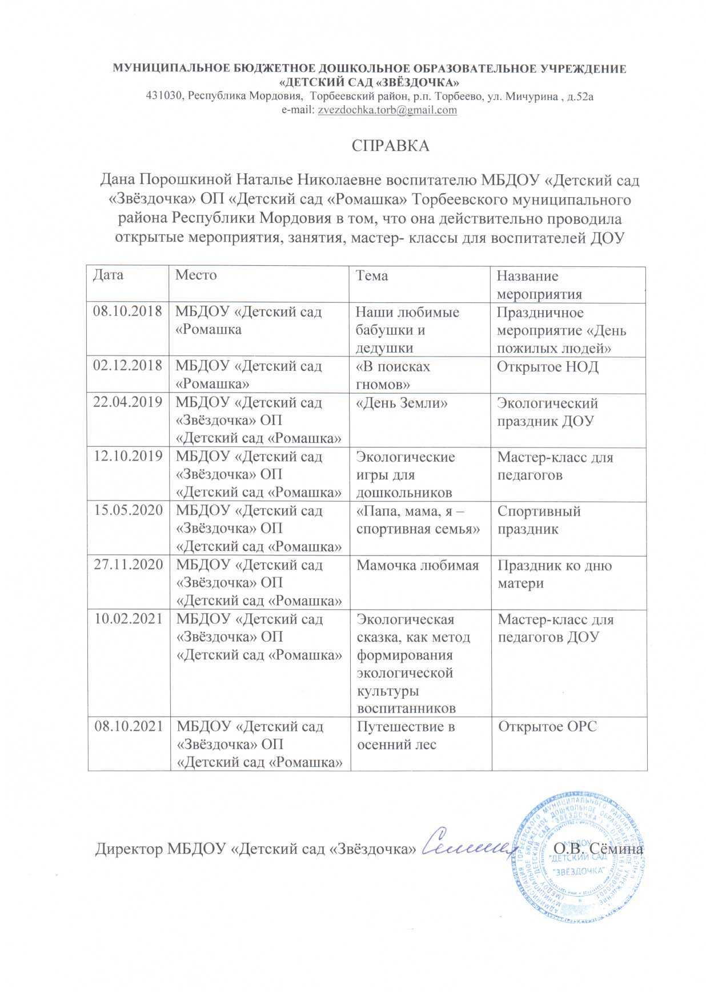 МУНИЦИПАЛЬНОЕ БЮДЖЕТНОЕ ДОШКОЛЬНОЕ ОБРАЗОВАТЕЛЬНОЕ УЧРЕЖДЕНИЕ
«ДЕТСКИЙ САД «ЗВЁЗДОЧКА»
431030, Республика Мордовия, Торбеевский район, р.п. Торбеево, ул. Мичурина , д.52а
e-mail: zvezdochka.torb@gmail.com
СПРАВКА
Дана Порошкиной Наталье Николаевне воспитателю МБДОУ «Детский сад
«Звёздочка» ОП «Детский сад «Ромашка» Торбеевского муниципального
района Республики Мордовия в том, что она действительно проводила
открытые мероприятия, занятия, мастер- классы для воспитателей ДОУ
Дата
Место
Тема
Название
мероприятия
08.10.2018
МБДОУ «Детский сад
«Ромашка
Наши любимые
бабушки и
дедушки
Праздничное
мероприятие «День
пожилых людей»
02.12.2018
МБДОУ «Детский сад
«Ромашка»
«В поисках
гномов»
Открытое НОД
22.04.2019
МБДОУ «Детский сад
«Звёздочка» ОП
«Детский сад «Ромашка»
«День Земли»
Экологический
праздник ДОУ
12.10.2019
МБДОУ «Детский сад
«Звёздочка» ОП
«Детский сад «Ромашка»
Экологические
игры для
дошкольников
Мастер-класс для
педагогов
15.05.2020
МБДОУ «Детский сад
«Звёздочка» ОП
«Детский сад «Ромашка»
«Папа, мама, я –
спортивная семья»
Спортивный
праздник
27.11.2020
МБДОУ «Детский сад
«Звёздочка» ОП
«Детский сад «Ромашка»
Мамочка любимая
Праздник ко дню
матери
10.02.2021
МБДОУ «Детский сад
«Звёздочка» ОП
«Детский сад «Ромашка»
Экологическая
сказка, как метод
формирования
экологической
культуры
воспитанников
Мастер-класс для
педагогов ДОУ
08.10.2021
МБДОУ «Детский сад
«Звёздочка» ОП
«Детский сад «Ромашка»
Путешествие в
осенний лес
Открытое ОРС
Директор МБДОУ «Детский сад «Звёздочка» О.В. Сёмина
АДМИНИСТРАЦИЯ ТОРБЕЕВСКОГО МУНИЦИПАЛЬНОГО РАЙОНА
МУНИЦИПАЛЬНОЕ БЮДЖЕТНОЕ ДОШКОЛЬНОЕ ОБРАЗОВАТЕЛЬНОЕ УЧРЕЖДЕНИЕ
МБДОУ
"ДЕТСКИЙ САД
"ЗВЁЗДОЧКА"